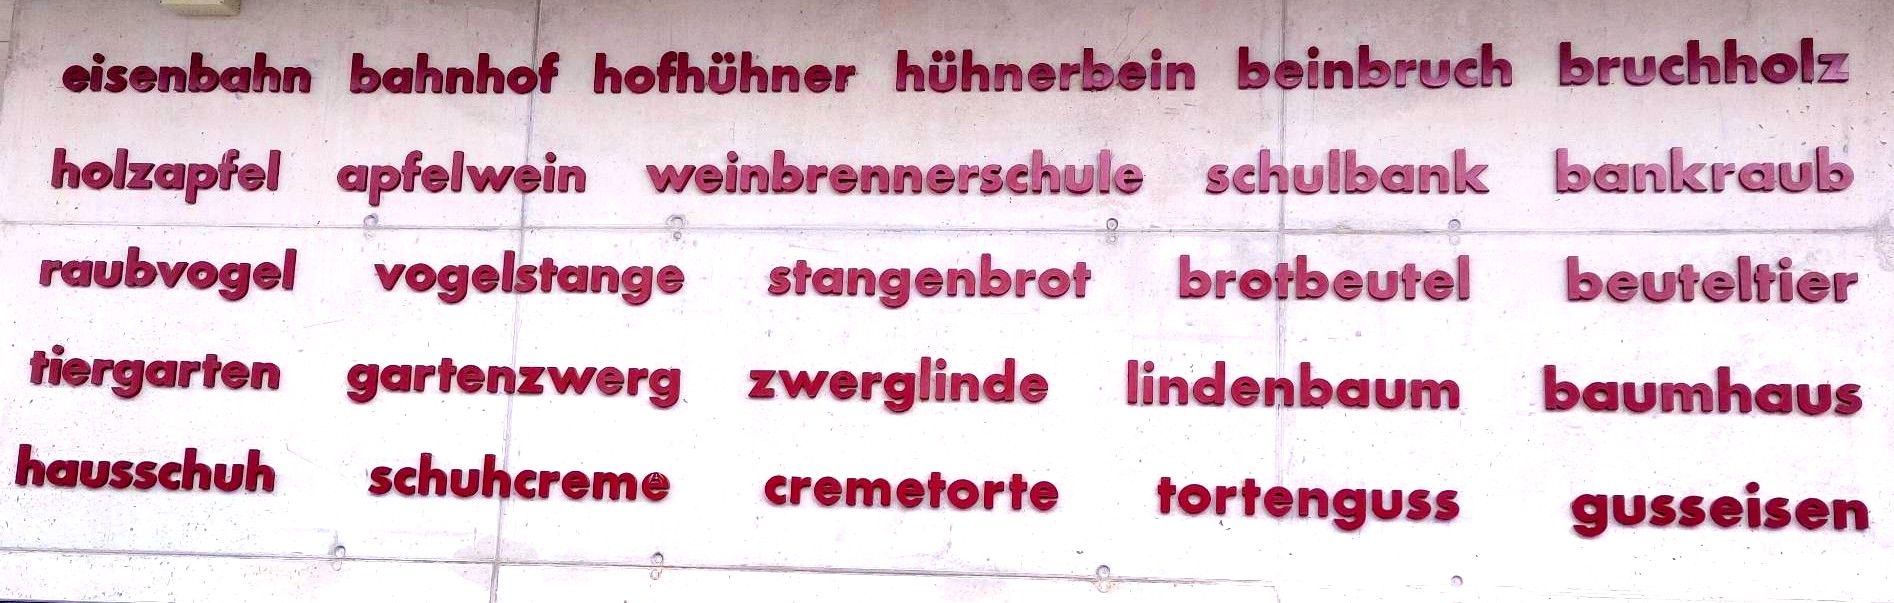 eisenbahn bahnhof hofhühner hühnerbein beinbruch bruchholz
holzapfel apfelwein weinbrennerschule schulbank bankraub
raubvogel vogelstange stangenbrot brotbeutel beuteltier
tiergarten gartenzwerg zwerglinde lindenbaum baumhaus
hausschuh schuhcreme cremetorte tortenguss gusseisen